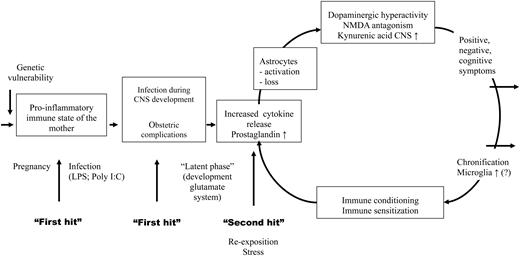 Genetic
vulnerability
Pro-inflammatory
immune state of the
mother
Pregnancy
Infection
(LPS; Poly I:C)
“First hit”
Infection during
CNS development
Obstetric
complications
“First hit”
“Latent phase”
(development
glutamate
system)
Increased cytokine
release
Prostaglandin ↑
“Second hit”
Re-exposition
Stress
Astrocytes
- activation
- loss
Dopaminergic hyperactivity
NMDA antagonism
Kynurenic acid CNS ↑
Positive,
negative,
cognitive
symptoms
Chronification
Microglia ↑ (?)
Immune conditioning
Immune sensitization